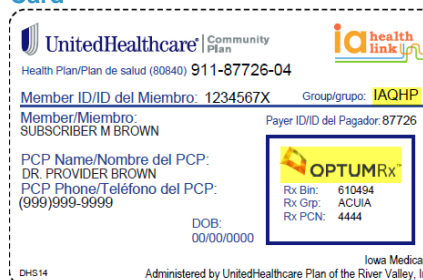 Card
UnitedHealthcare® Community Plan
ia health link
Health Plan/Plan de salud (80840) 911-87726-04
Member ID/ID del Miembro: 1234567X Group/grupo: IAQHP
Member/Miembro: Payer ID/ID del Pagador: 87726
SUBSCRIBER M BROWN
PCP Name/Nombre del PCP:
DR. PROVIDER BROWN
PCP Phone/Teléfono del PCP:
(999)999-9999
OPTUMRx™
Rx Bin: 610494
Rx Grp: ACUIA
Rx PCN: 4444
DOB:
00/00/0000
Iowa Medica
DHS14 Administered by UnitedHealthcare Plan of the River Valley, I